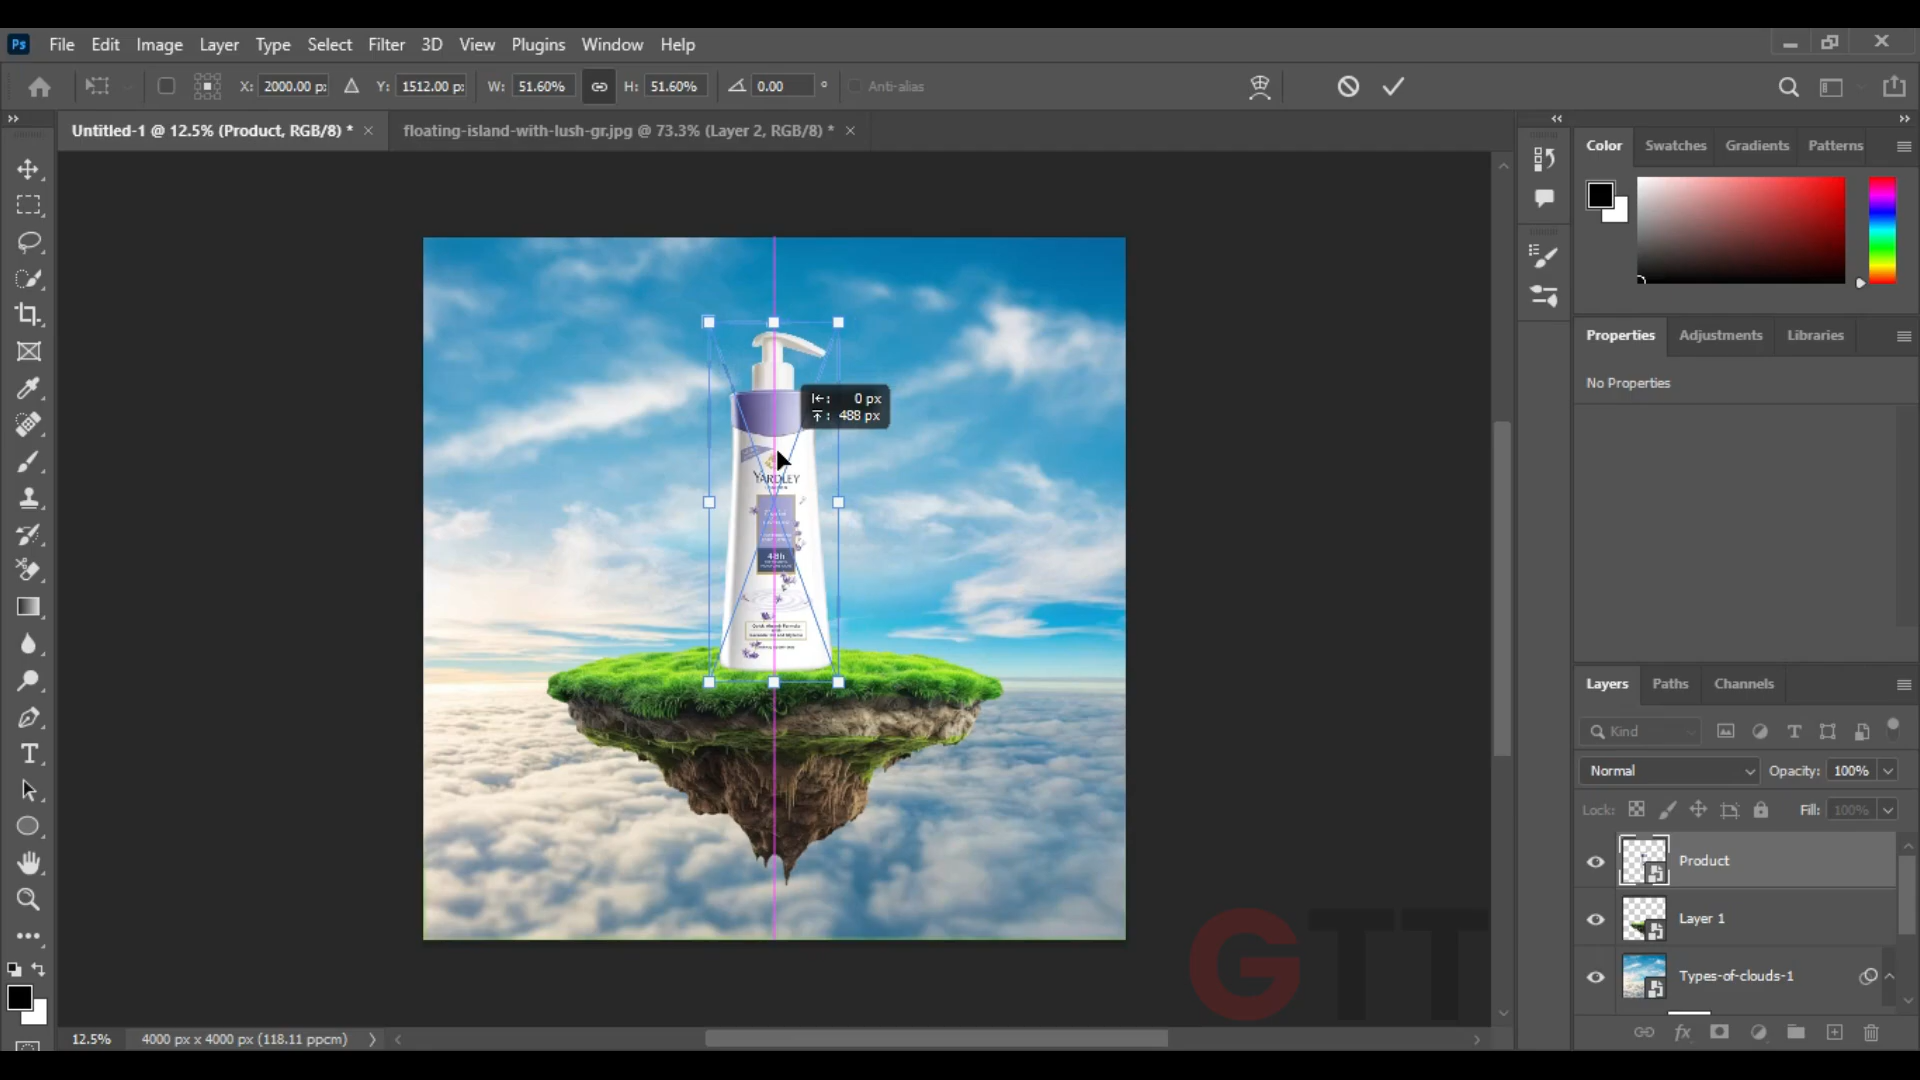 Ps File Edit Image Layer Type Select Filter 3D View Plugins Window Help
X: 2000.00 p: Y: 1512.00 p: W: 51.60% H: 51.60% 0.00 ° Anti-alias
Untitled-1 @ 12.5% (Product, RGB/8) * × floating-island-with-lush-gr.jpg @ 73.3% (Layer 2, RGB/8) * ×
Color Swatches Gradients Patterns
Properties Adjustments Libraries
No Properties
: 0 px
: 488 px
YARDLEY
48h
Layers Paths Channels
Kind
Normal Opacity: 100%
Lock: Fill: 100%
Product
Layer 1
Types-of-clouds-1
GTT
12.5% 4000 px x 4000 px (118.11 ppcm)